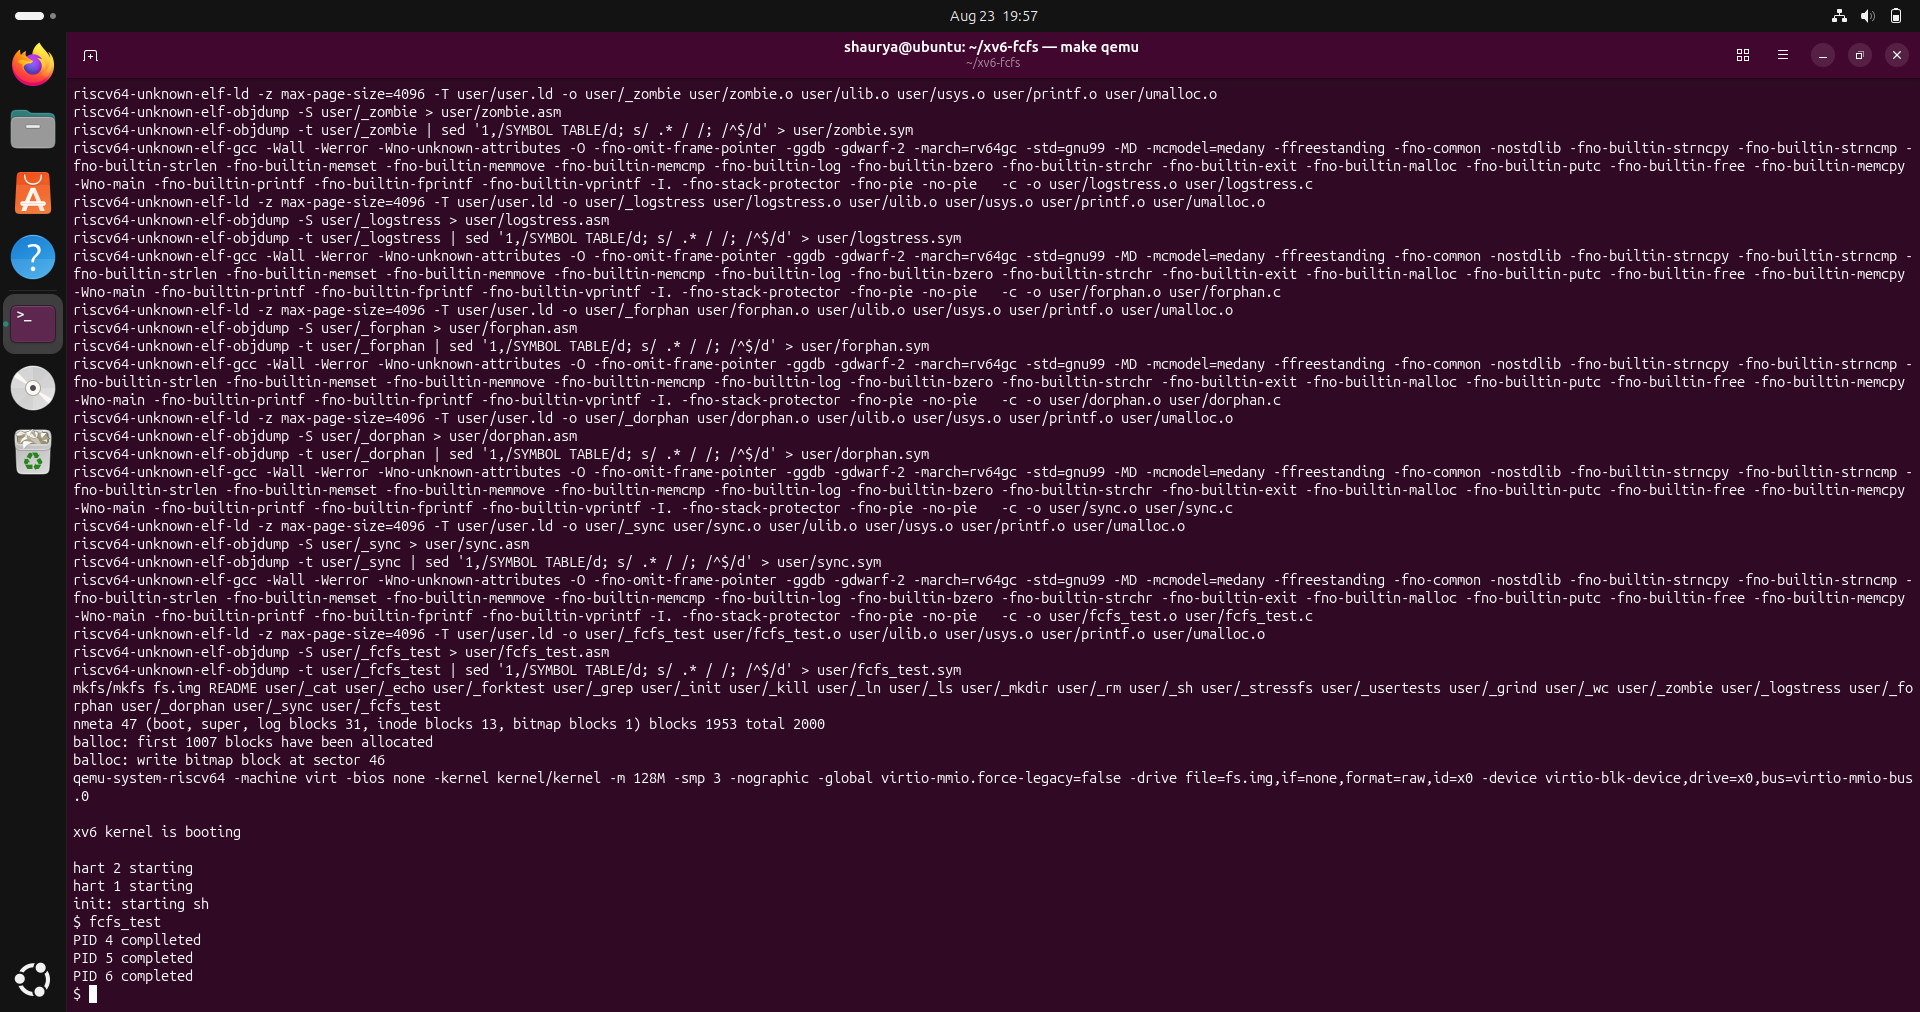 Aug 23 19:57
shaurya@ubuntu: ~/xv6-fcfs — make qemu
~/xv6-fcfs
riscv64-unknown-elf-ld -z max-page-size=4096 -T user/user.ld -o user/_zombie user/zombie.o user/ulib.o user/usys.o user/printf.o user/umalloc.o
riscv64-unknown-elf-objdump -S user/_zombie > user/zombie.asm
riscv64-unknown-elf-objdump -t user/_zombie | sed '1,/SYMBOL TABLE/d; s/ .* / /; /^$/d' > user/zombie.sym
riscv64-unknown-elf-gcc -Wall -Werror -Wno-unknown-attributes -O -fno-omit-frame-pointer -ggdb -gdwarf-2 -march=rv64gc -std=gnu99 -MD -mcmodel=medany -ffreestanding -fno-common -nostdlib -fno-builtin-strncpy -fno-builtin-strncmp -
fno-builtin-strlen -fno-builtin-memset -fno-builtin-memmove -fno-builtin-memcmp -fno-builtin-log -fno-builtin-bzero -fno-builtin-strchr -fno-builtin-exit -fno-builtin-malloc -fno-builtin-putc -fno-builtin-free -fno-builtin-memcpy
-Wno-main -fno-builtin-printf -fno-builtin-fprintf -fno-builtin-vprintf -I. -fno-stack-protector -fno-pie -no-pie   -c -o user/logstress.o user/logstress.c
riscv64-unknown-elf-ld -z max-page-size=4096 -T user/user.ld -o user/_logstress user/logstress.o user/ulib.o user/usys.o user/printf.o user/umalloc.o
riscv64-unknown-elf-objdump -S user/_logstress > user/logstress.asm
riscv64-unknown-elf-objdump -t user/_logstress | sed '1,/SYMBOL TABLE/d; s/ .* / /; /^$/d' > user/logstress.sym
riscv64-unknown-elf-gcc -Wall -Werror -Wno-unknown-attributes -O -fno-omit-frame-pointer -ggdb -gdwarf-2 -march=rv64gc -std=gnu99 -MD -mcmodel=medany -ffreestanding -fno-common -nostdlib -fno-builtin-strncpy -fno-builtin-strncmp -
fno-builtin-strlen -fno-builtin-memset -fno-builtin-memmove -fno-builtin-memcmp -fno-builtin-log -fno-builtin-bzero -fno-builtin-strchr -fno-builtin-exit -fno-builtin-malloc -fno-builtin-putc -fno-builtin-free -fno-builtin-memcpy
-Wno-main -fno-builtin-printf -fno-builtin-fprintf -fno-builtin-vprintf -I. -fno-stack-protector -fno-pie -no-pie   -c -o user/forphan.o user/forphan.c
riscv64-unknown-elf-ld -z max-page-size=4096 -T user/user.ld -o user/_forphan user/forphan.o user/ulib.o user/usys.o user/printf.o user/umalloc.o
riscv64-unknown-elf-objdump -S user/_forphan > user/forphan.asm
riscv64-unknown-elf-objdump -t user/_forphan | sed '1,/SYMBOL TABLE/d; s/ .* / /; /^$/d' > user/forphan.sym
riscv64-unknown-elf-gcc -Wall -Werror -Wno-unknown-attributes -O -fno-omit-frame-pointer -ggdb -gdwarf-2 -march=rv64gc -std=gnu99 -MD -mcmodel=medany -ffreestanding -fno-common -nostdlib -fno-builtin-strncpy -fno-builtin-strncmp -
fno-builtin-strlen -fno-builtin-memset -fno-builtin-memmove -fno-builtin-memcmp -fno-builtin-log -fno-builtin-bzero -fno-builtin-strchr -fno-builtin-exit -fno-builtin-malloc -fno-builtin-putc -fno-builtin-free -fno-builtin-memcpy
-Wno-main -fno-builtin-printf -fno-builtin-fprintf -fno-builtin-vprintf -I. -fno-stack-protector -fno-pie -no-pie   -c -o user/dorphan.o user/dorphan.c
riscv64-unknown-elf-ld -z max-page-size=4096 -T user/user.ld -o user/_dorphan user/dorphan.o user/ulib.o user/usys.o user/printf.o user/umalloc.o
riscv64-unknown-elf-objdump -S user/_dorphan > user/dorphan.asm
riscv64-unknown-elf-objdump -t user/_dorphan | sed '1,/SYMBOL TABLE/d; s/ .* / /; /^$/d' > user/dorphan.sym
riscv64-unknown-elf-gcc -Wall -Werror -Wno-unknown-attributes -O -fno-omit-frame-pointer -ggdb -gdwarf-2 -march=rv64gc -std=gnu99 -MD -mcmodel=medany -ffreestanding -fno-common -nostdlib -fno-builtin-strncpy -fno-builtin-strncmp -
fno-builtin-strlen -fno-builtin-memset -fno-builtin-memmove -fno-builtin-memcmp -fno-builtin-log -fno-builtin-bzero -fno-builtin-strchr -fno-builtin-exit -fno-builtin-malloc -fno-builtin-putc -fno-builtin-free -fno-builtin-memcpy
-Wno-main -fno-builtin-printf -fno-builtin-fprintf -fno-builtin-vprintf -I. -fno-stack-protector -fno-pie -no-pie   -c -o user/sync.o user/sync.c
riscv64-unknown-elf-ld -z max-page-size=4096 -T user/user.ld -o user/_sync user/sync.o user/ulib.o user/usys.o user/printf.o user/umalloc.o
riscv64-unknown-elf-objdump -S user/_sync > user/sync.asm
riscv64-unknown-elf-objdump -t user/_sync | sed '1,/SYMBOL TABLE/d; s/ .* / /; /^$/d' > user/sync.sym
riscv64-unknown-elf-gcc -Wall -Werror -Wno-unknown-attributes -O -fno-omit-frame-pointer -ggdb -gdwarf-2 -march=rv64gc -std=gnu99 -MD -mcmodel=medany -ffreestanding -fno-common -nostdlib -fno-builtin-strncpy -fno-builtin-strncmp -
fno-builtin-strlen -fno-builtin-memset -fno-builtin-memmove -fno-builtin-memcmp -fno-builtin-log -fno-builtin-bzero -fno-builtin-strchr -fno-builtin-exit -fno-builtin-malloc -fno-builtin-putc -fno-builtin-free -fno-builtin-memcpy
-Wno-main -fno-builtin-printf -fno-builtin-fprintf -fno-builtin-vprintf -I. -fno-stack-protector -fno-pie -no-pie   -c -o user/fcfs_test.o user/fcfs_test.c
riscv64-unknown-elf-ld -z max-page-size=4096 -T user/user.ld -o user/_fcfs_test user/fcfs_test.o user/ulib.o user/usys.o user/printf.o user/umalloc.o
riscv64-unknown-elf-objdump -S user/_fcfs_test > user/fcfs_test.asm
riscv64-unknown-elf-objdump -t user/_fcfs_test | sed '1,/SYMBOL TABLE/d; s/ .* / /; /^$/d' > user/fcfs_test.sym
mkfs/mkfs fs.img README user/_cat user/_echo user/_forktest user/_grep user/_init user/_kill user/_ln user/_ls user/_mkdir user/_rm user/_sh user/_stressfs user/_usertests user/_grind user/_wc user/_zombie user/_logstress user/_fo
rphan user/_dorphan user/_sync user/_fcfs_test
nmeta 47 (boot, super, log blocks 31, inode blocks 13, bitmap blocks 1) blocks 1953 total 2000
balloc: first 1007 blocks have been allocated
balloc: write bitmap block at sector 46
qemu-system-riscv64 -machine virt -bios none -kernel kernel/kernel -m 128M -smp 3 -nographic -global virtio-mmio.force-legacy=false -drive file=fs.img,if=none,format=raw,id=x0 -device virtio-blk-device,drive=x0,bus=virtio-mmio-bus
.0
xv6 kernel is booting
hart 2 starting
hart 1 starting
init: starting sh
$ fcfs_test
PID 4 complleted
PID 5 completed
PID 6 completed
$